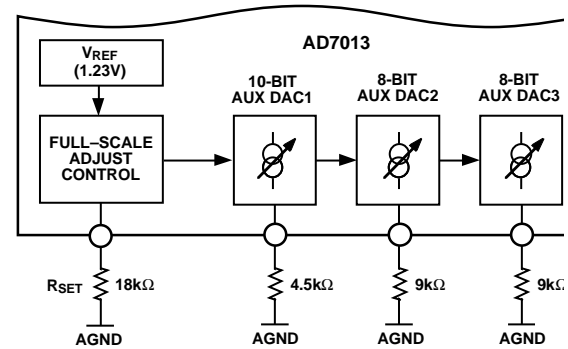 AD7013
VREF
(1.23V)
10-BIT
AUX DAC1
8-BIT
AUX DAC2
8-BIT
AUX DAC3
FULL–SCALE
ADJUST
CONTROL
RSET
18kΩ
4.5kΩ
9kΩ
9kΩ
AGND
AGND
AGND
AGND